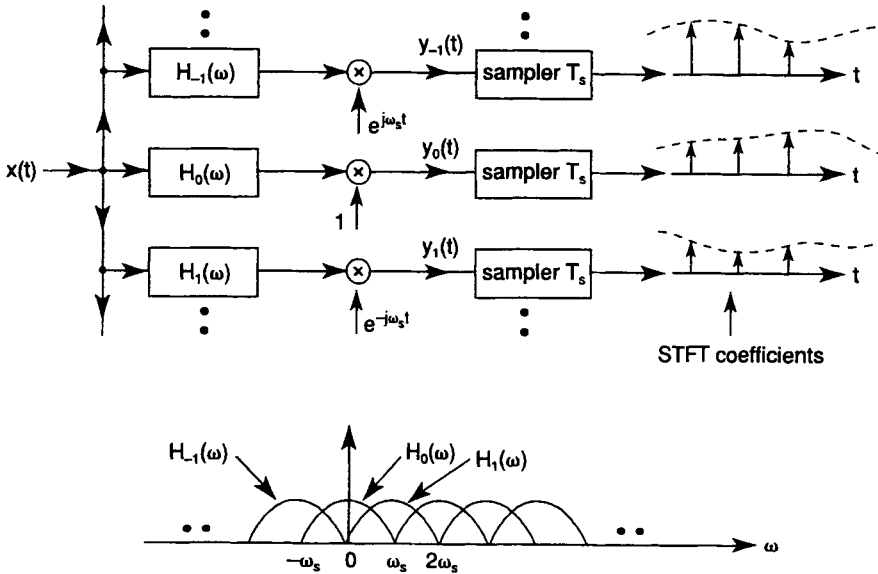 H₋₁(ω)
y₋₁(t)
sampler Tₛ
t
e^{jωₛt}
x(t)
H₀(ω)
y₀(t)
sampler Tₛ
t
1
H₁(ω)
y₁(t)
sampler Tₛ
t
e^{-jωₛt}
STFT coefficients
H₋₁(ω)
H₀(ω)
H₁(ω)
-ωₛ
0
ωₛ
2ωₛ
ω